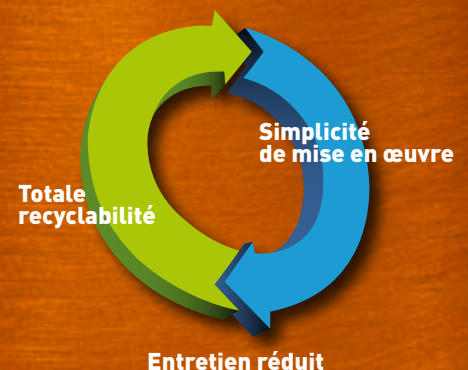 Simplicité
de mise en œuvre
Totale
recyclabilité
Entretien réduit